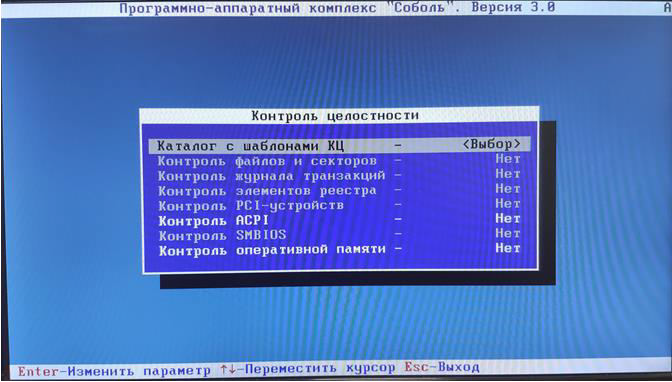 Программно-аппаратный комплекс "Соболь". Версия 3.0
Контроль целостности
Каталог с шаблонами КЦ – <Выбор>
Контроль файлов и секторов – Нет
Контроль журнала транзакций – Нет
Контроль элементов реестра – Нет
Контроль PCI-устройств – Нет
Контроль ACPI – Нет
Контроль SMBIOS – Нет
Контроль оперативной памяти – Нет
Enter-Изменить параметр ↑↓-Переместить курсор Esc-Выход